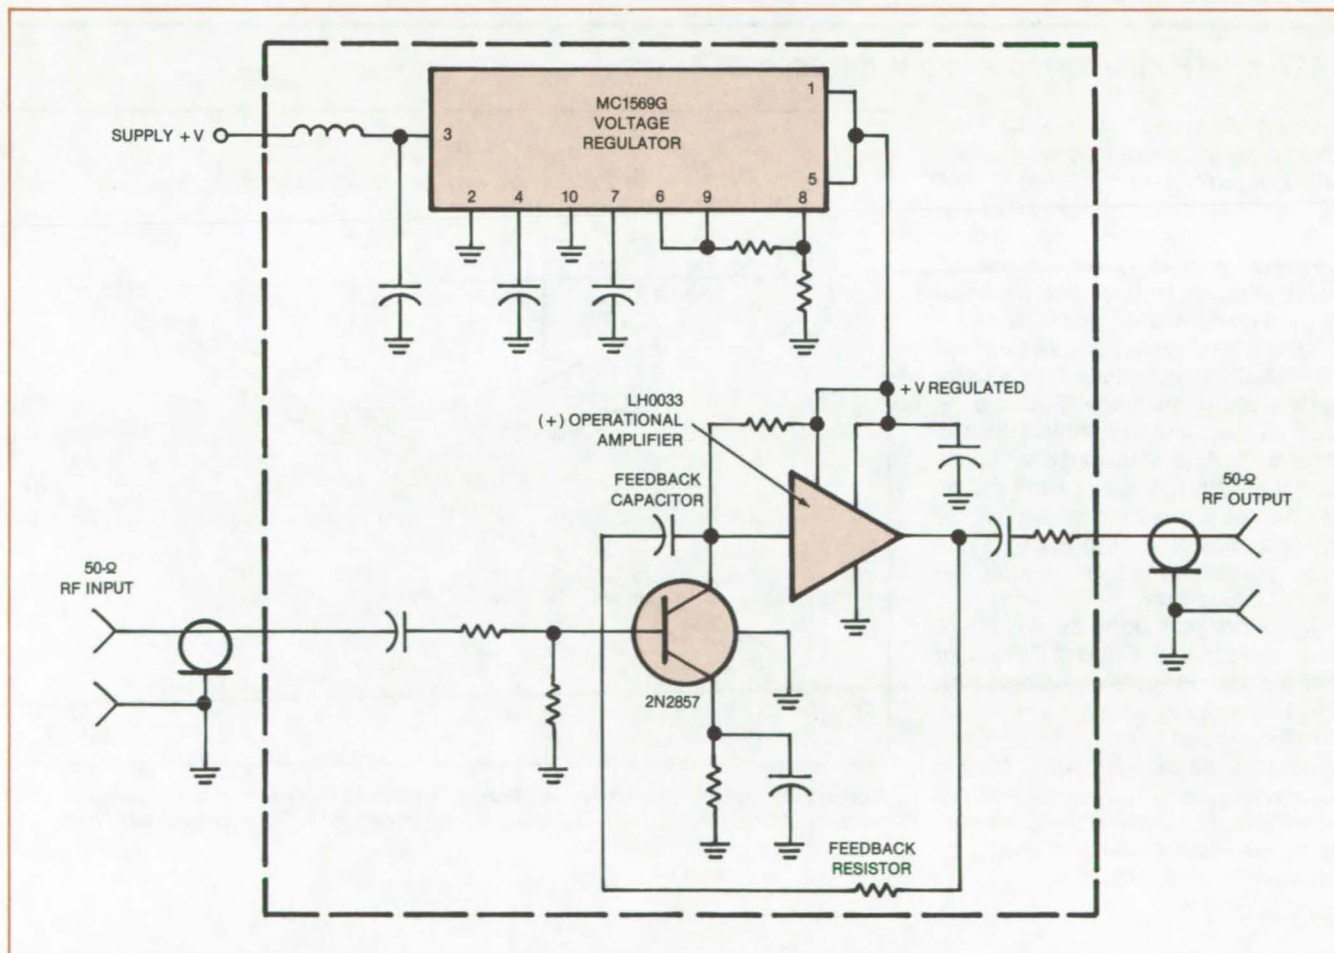 MC1569G
VOLTAGE
REGULATOR
1
SUPPLY +V
3
5
2
4
10
7
6
9
8
+V REGULATED
LH0033
(+) OPERATIONAL
AMPLIFIER
FEEDBACK
CAPACITOR
50-Ω
RF OUTPUT
50-Ω
RF INPUT
2N2857
FEEDBACK
RESISTOR